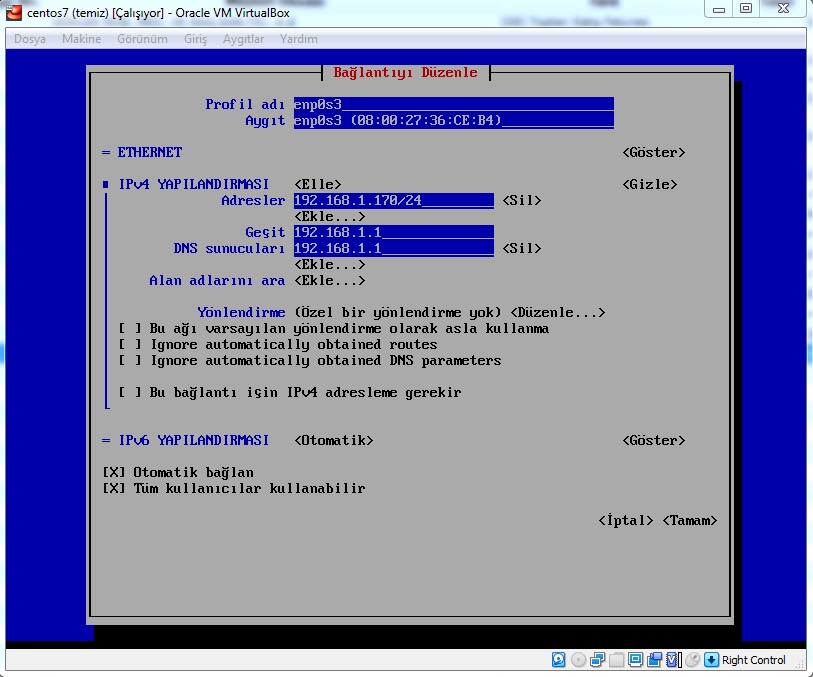 centos7 (temiz) [Çalışıyor] - Oracle VM VirtualBox
Dosya Makine Görünüm Giriş Aygıtlar Yardım
Bağlantıyı Düzenle
Profil adı enp0s3
Aygıt enp0s3 (08:00:27:36:CE:B4)
= ETHERNET <Göster>
IPv4 YAPILANDIRMASI <Elle> <Gizle>
Adresler 192.168.1.170/24 <Sil>
<Ekle...>
Geçit 192.168.1.1
DNS sunucuları 192.168.1.1 <Sil>
<Ekle...>
Alan adlarını ara <Ekle...>
Yönlendirme (Özel bir yönlendirme yok) <Düzenle...>
[ ] Bu ağı varsayılan yönlendirme olarak asla kullanma
[ ] Ignore automatically obtained routes
[ ] Ignore automatically obtained DNS parameters
[ ] Bu bağlantı için IPv4 adresleme gerekir
= IPv6 YAPILANDIRMASI <Otomatik> <Göster>
[X] Otomatik bağlan
[X] Tüm kullanıcılar kullanabilir
<İptal> <Tamam>
Right Control